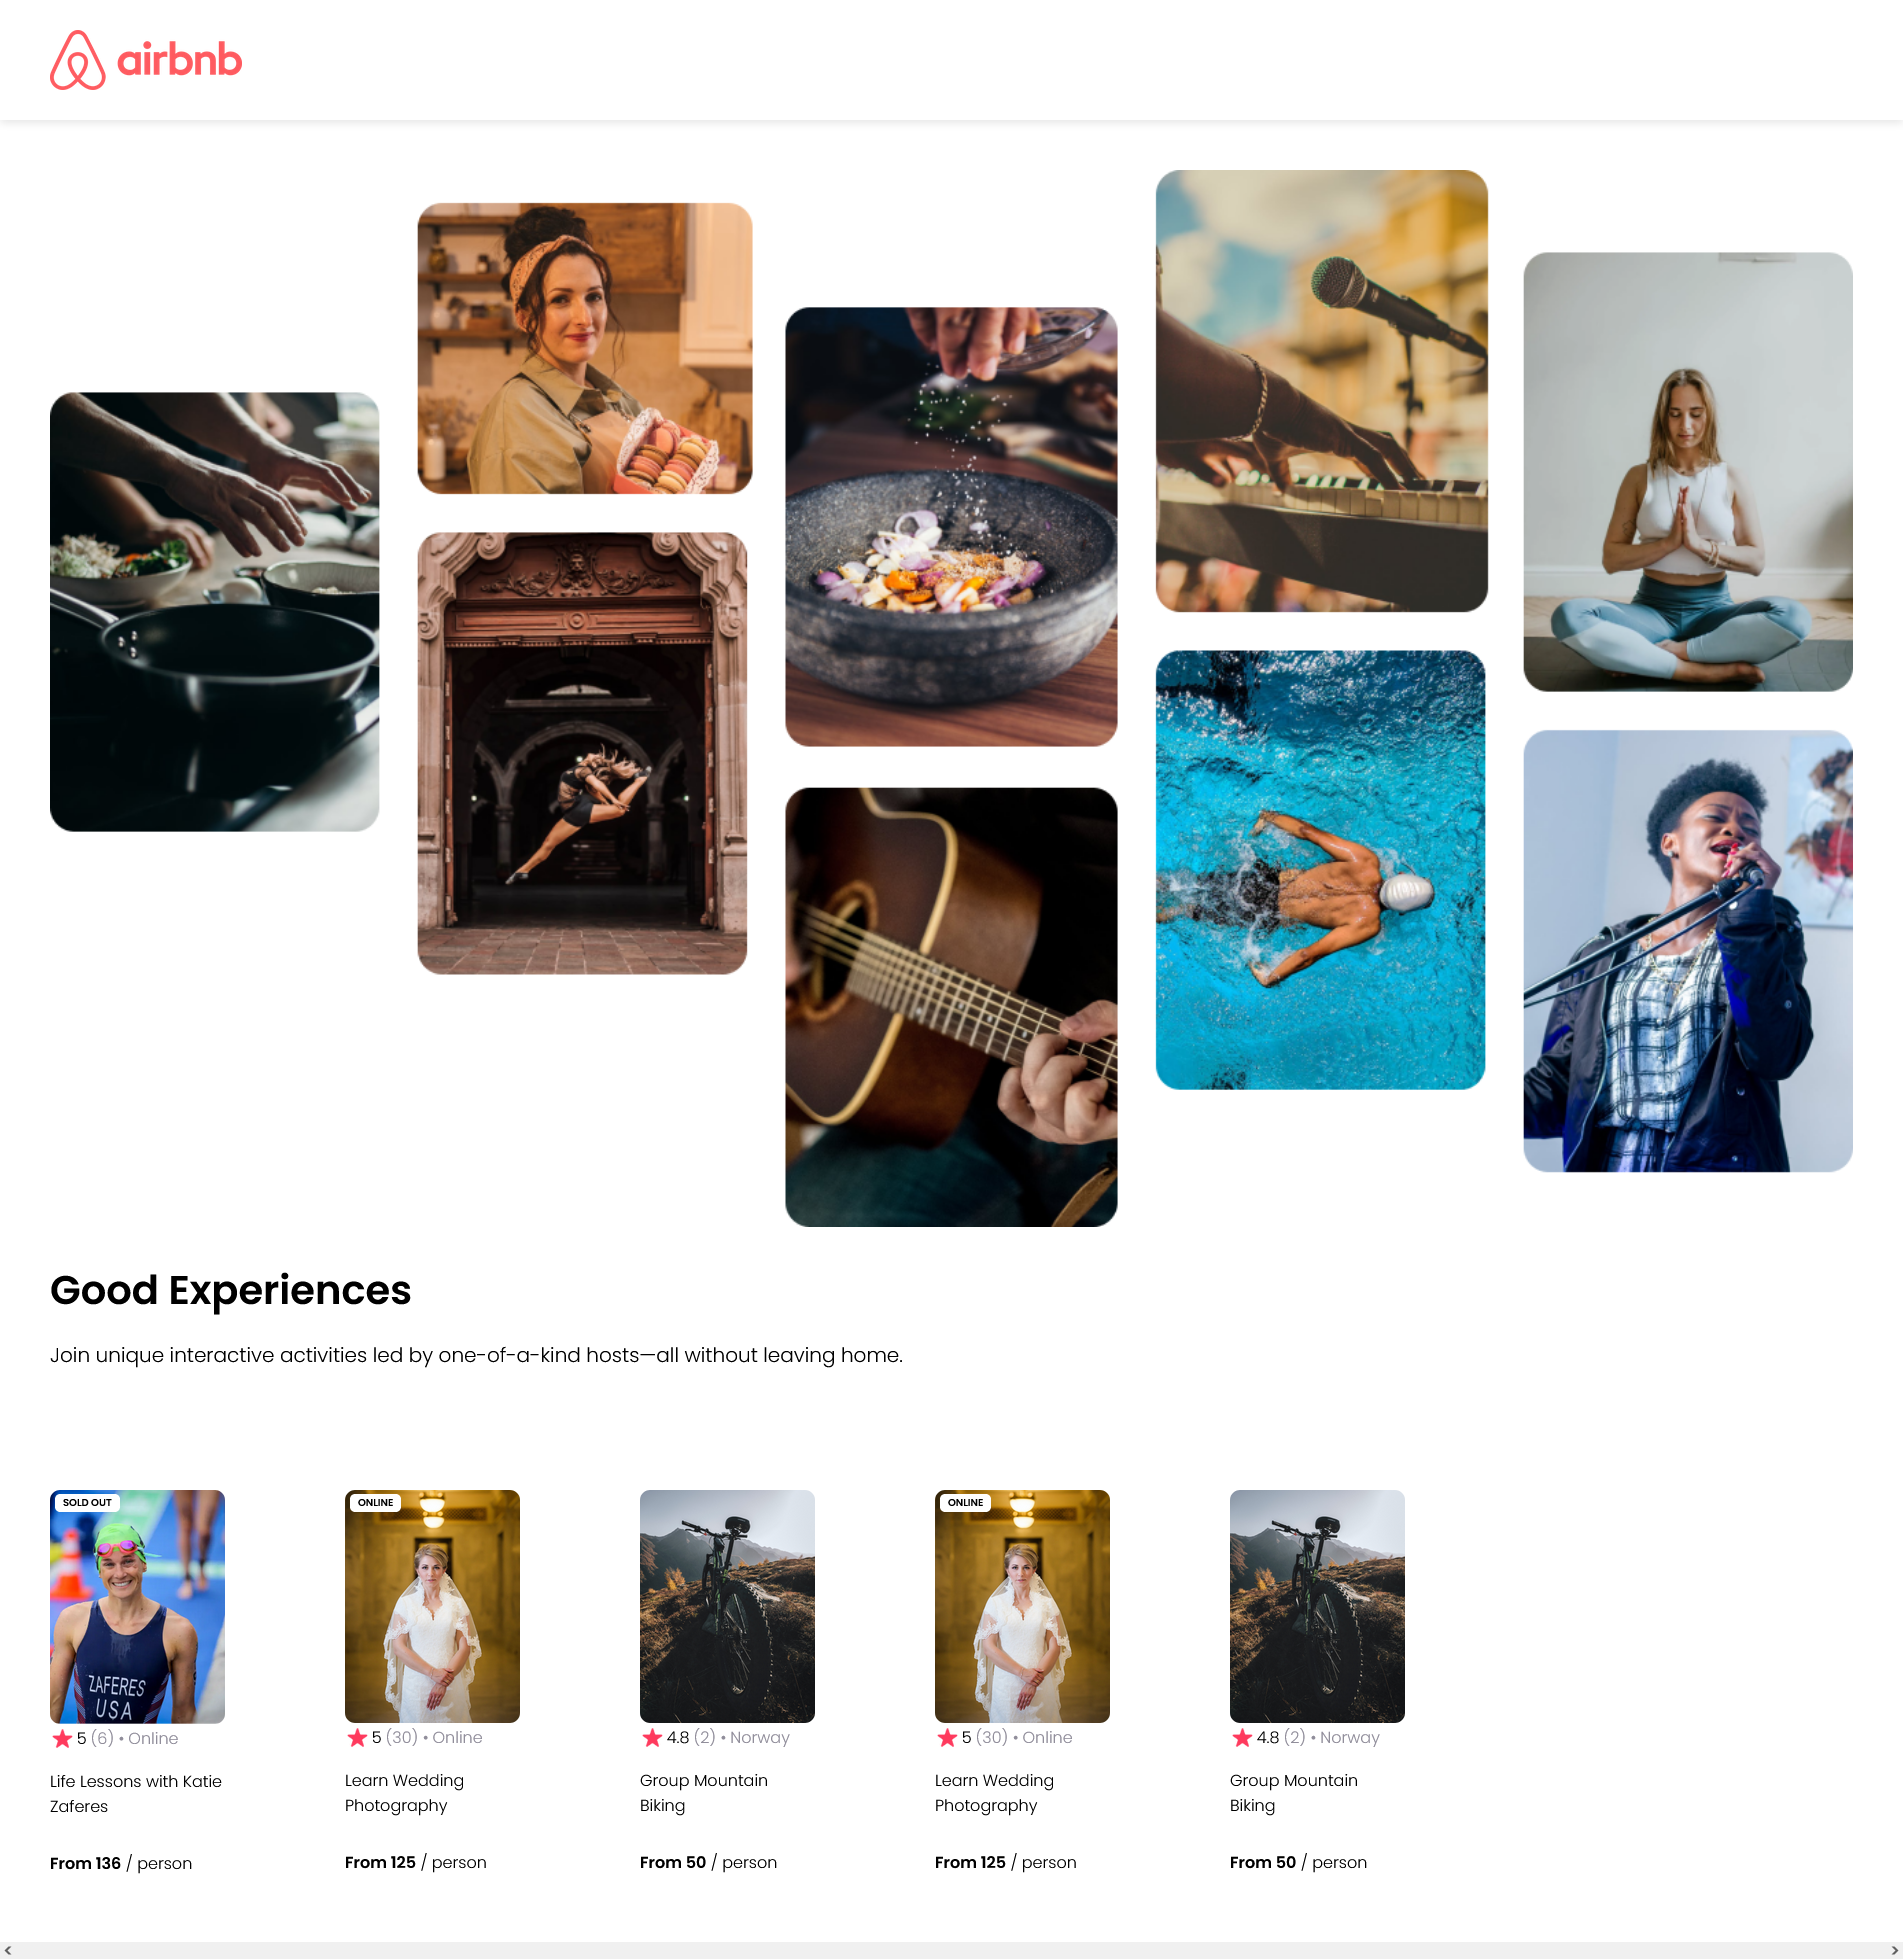 airbnb
Good Experiences
Join unique interactive activities led by one-of-a-kind hosts—all without leaving home.
SOLD OUT
ZAFERES
USA
5 (6) • Online
Life Lessons with Katie
Zaferes
From 136 / person
ONLINE
5 (30) • Online
Learn Wedding
Photography
From 125 / person
4.8 (2) • Norway
Group Mountain
Biking
From 50 / person
ONLINE
5 (30) • Online
Learn Wedding
Photography
From 125 / person
4.8 (2) • Norway
Group Mountain
Biking
From 50 / person